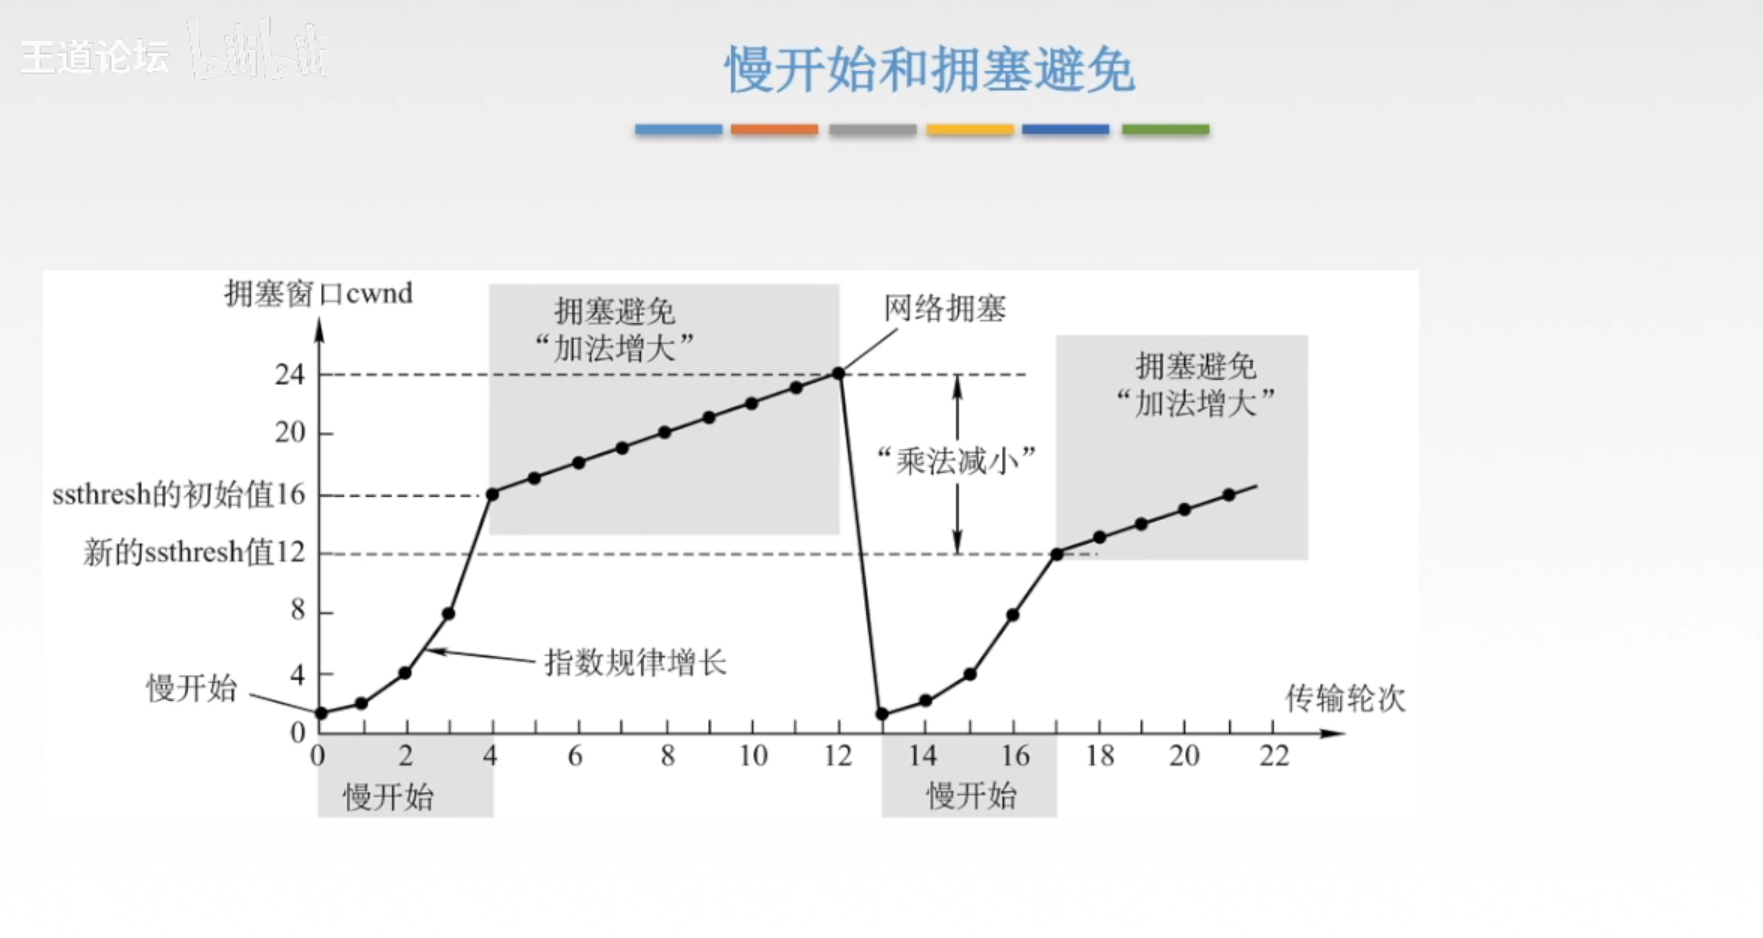 王道论坛 bilibili
慢开始和拥塞避免
拥塞窗口cwnd
拥塞避免
“加法增大”
网络拥塞
拥塞避免
“加法增大”
24
20
“乘法减小”
ssthresh的初始值16
新的ssthresh值12
8
4
指数规律增长
慢开始
传输轮次
0
0 2 4 6 8 10 12 14 16 18 20 22
慢开始
慢开始